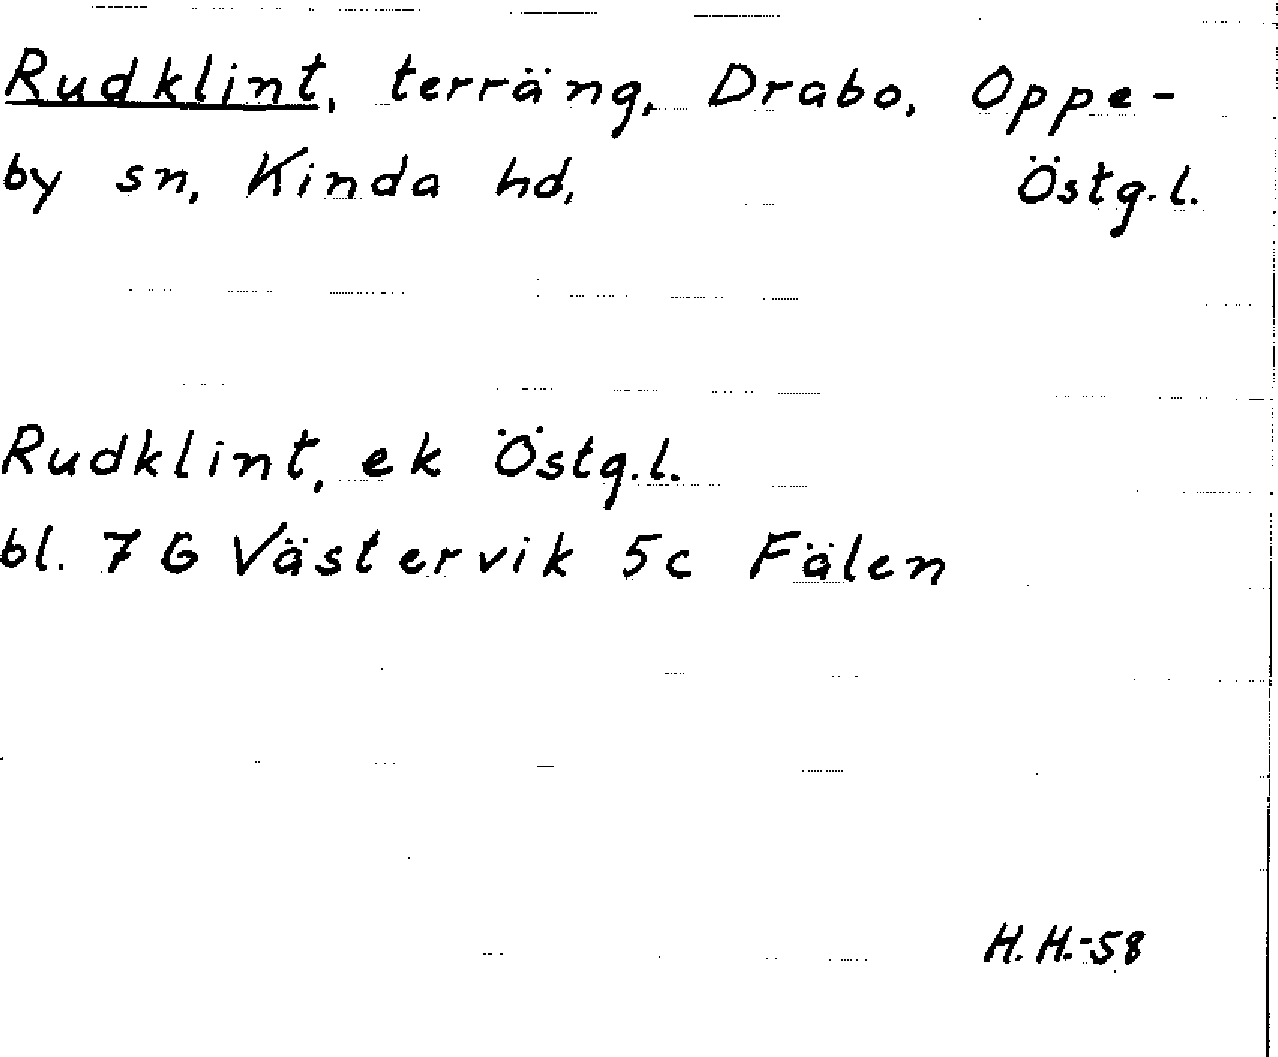 Rudklint, terräng, Drabo, Oppe-
by sn, Kinda hd, Östg.l.
Rudklint, ek Östg.l.
bl. 7 G Västervik 5c Fälen
H.H.-58